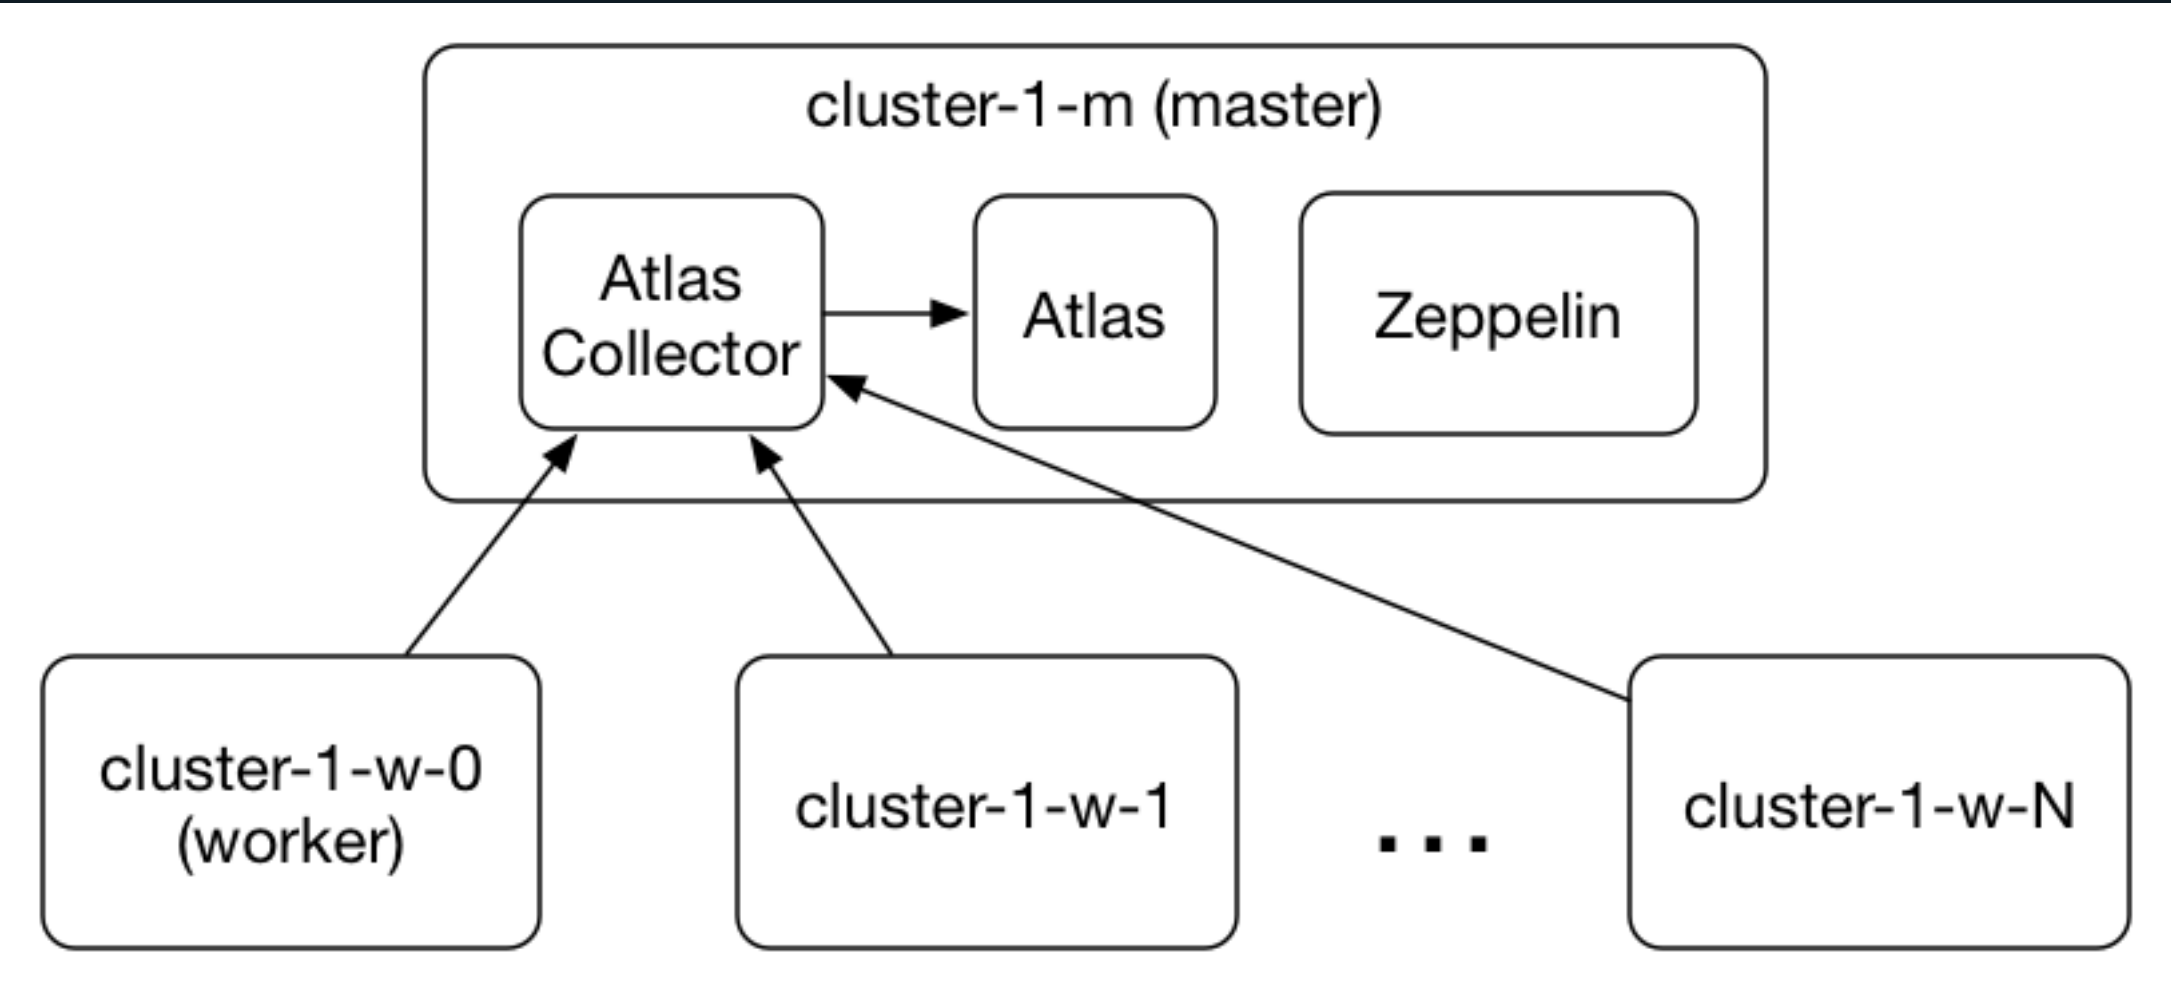 cluster-1-m (master)
Atlas
Collector
Atlas
Zeppelin
cluster-1-w-0
(worker)
cluster-1-w-1
...
cluster-1-w-N